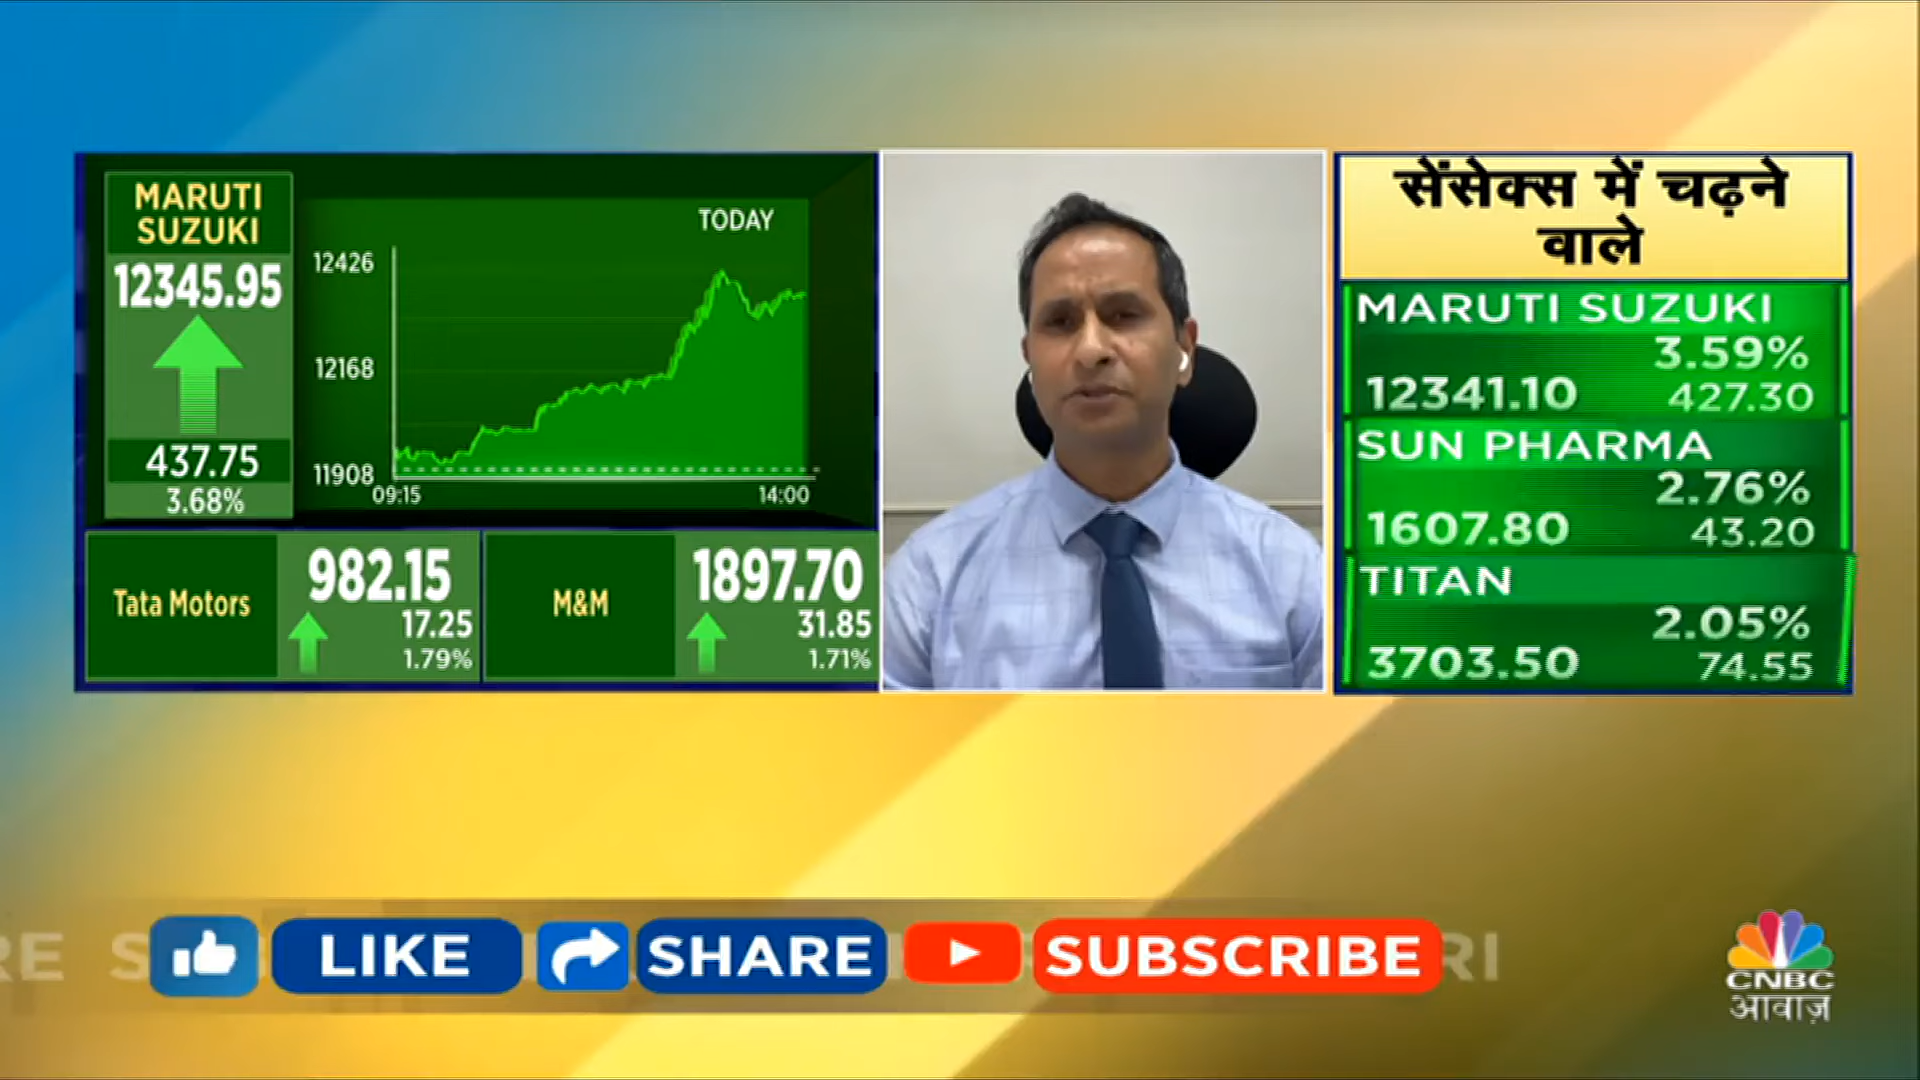 MARUTI
SUZUKI
12345.95
437.75
3.68%
TODAY
12426
12168
11908
09:15
14:00
Tata Motors
982.15
17.25
1.79%
M&M
1897.70
31.85
1.71%
सेंसेक्स में चढ़ने
वाले
MARUTI SUZUKI
3.59%
12341.10
427.30
SUN PHARMA
2.76%
1607.80
43.20
TITAN
2.05%
3703.50
74.55
LIKE
SHARE
SUBSCRIBE
CNBC
आवाज़